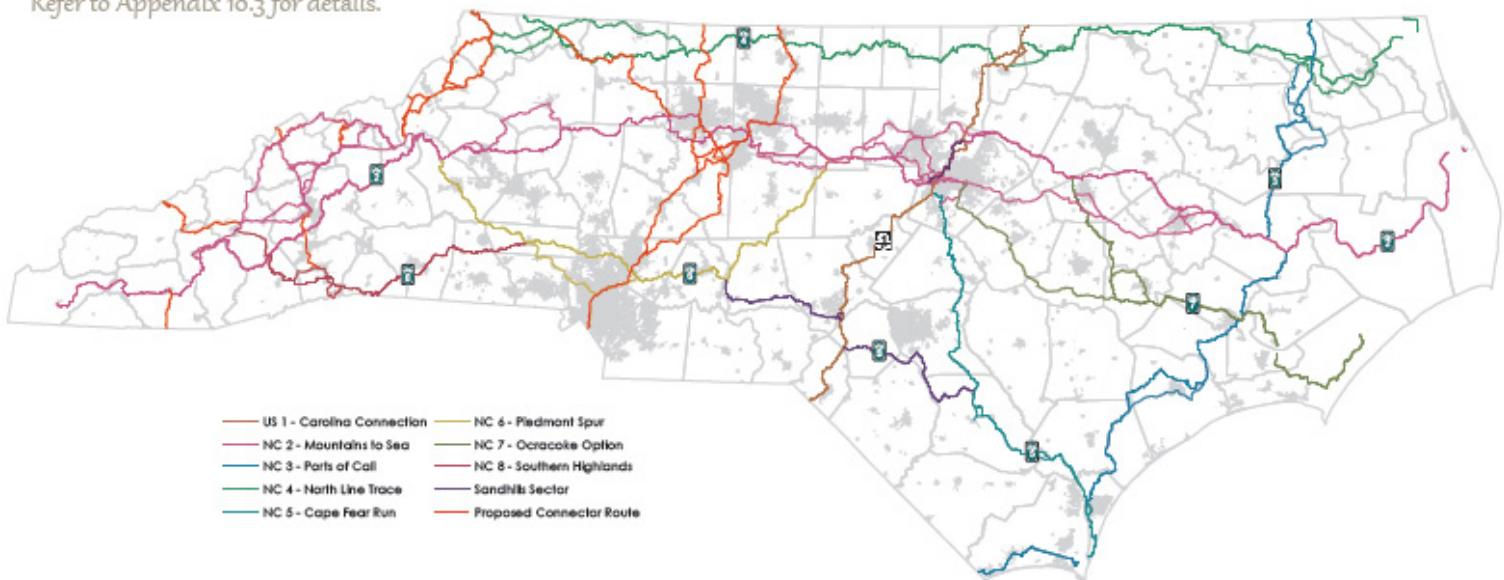 Refer to Appendix 10.3 for details.
US 1 - Carolina Connection
NC 2 - Mountains to Sea
NC 3 - Ports of Call
NC 4 - North Line Trace
NC 5 - Cape Fear Run
NC 6 - Piedmont Spur
NC 7 - Ocracoke Option
NC 8 - Southern Highlands
Sandhills Sector
Proposed Connector Route